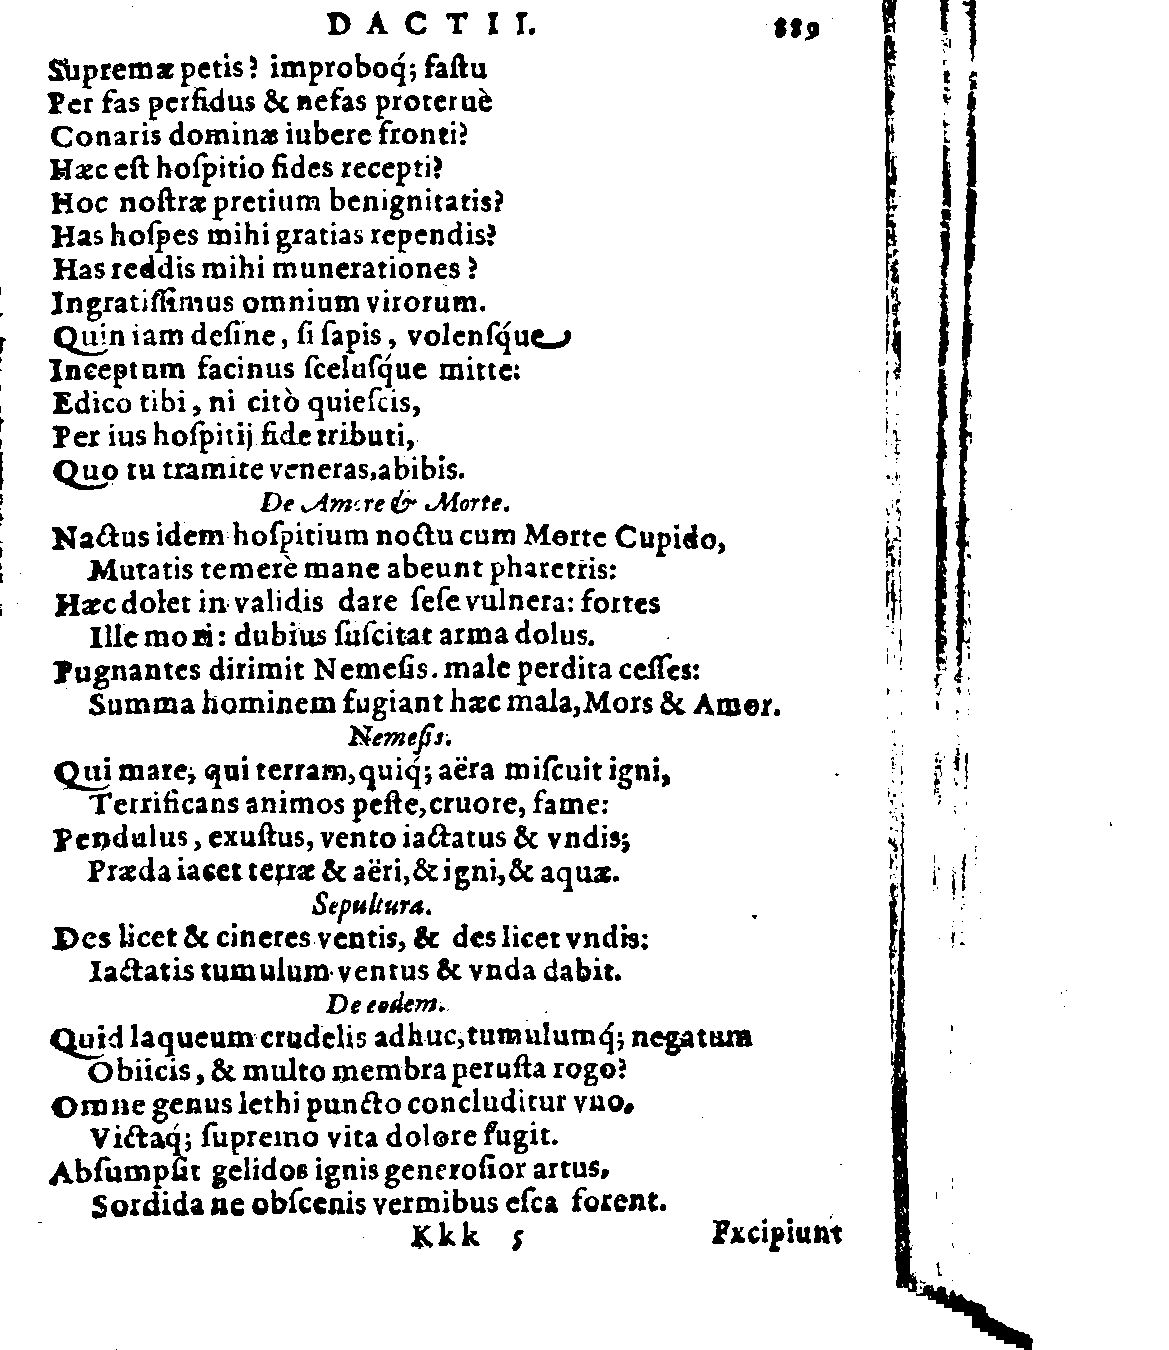 DACTII. 889
Supremæ petis? improboq́; faſtu
Per fas perfidus & nefas proteruè
Conaris dominæ iubere fronti?
Hæc eſt hoſpitio fides recepti?
Hoc noſtræ pretium benignitatis?
Has hoſpes mihi gratias rependis?
Has reddis mihi munerationes?
Ingratiſſimus omnium virorum.
Quin iam deſine, ſi ſapis, volenſq́ue
Inceptum facinus ſceluſq́ue mitte:
Edico tibi, ni citò quieſcis,
Per ius hoſpitij fide tributi,
Quo tu tramite veneras, abibis.
De Amore & Morte.
Nactus idem hoſpitium noctu cum Morte Cupido,
Mutatis temerè mane abeunt pharetris:
Hæc dolet in validis dare ſeſe vulnera: fortes
Ille mori: dubius ſuſcitat arma dolus.
Pugnantes dirimit Nemeſis. male perdita ceſſes:
Summa hominem fugiant hæc mala, Mors & Amor.
Nemeſis.
Qui mare, qui terram, quiq́; aëra miſcuit igni,
Terrificans animos peſte, cruore, fame:
Pendulus, exuſtus, vento iactatus & vndis;
Præda iacet terræ & aëri, & igni, & aquæ.
Sepultura.
Des licet & cineres ventis, & des licet vndis:
Iactatis tumulum ventus & vnda dabit.
De eodem.
Quid laqueum crudelis adhuc, tumulumq́; negatum
Obiicis, & multo membra peruſta rogo?
Omne genus lethi puncto concluditur vno,
Victaq́; ſupremo vita dolore fugit.
Abſumpſit gelidos ignis generoſior artus,
Sordida ne obſcenis vermibus eſca forent.
Kkk 5 Excipiunt